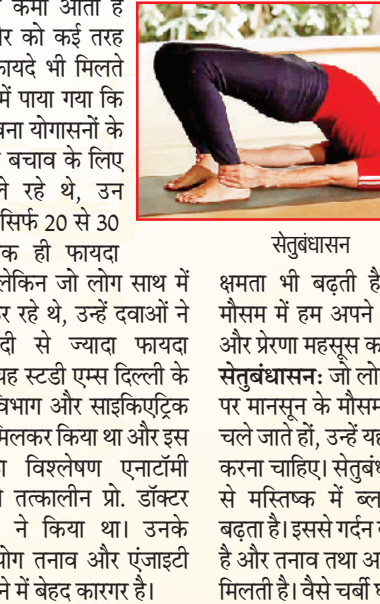 कमी आता है
को कई तरह
फायदे भी मिलते
में पाया गया कि
योगासनों के
बचाव के लिए
रहे थे, उन
सिर्फ 20 से 30
ही फायदा
लेकिन जो लोग साथ में
रहे थे, उन्हें दवाओं ने
से ज्यादा फायदा
यह स्टडी एम्स दिल्ली के
विभाग और साइकिएट्रिक
मिलकर किया था और इस
विश्लेषण एनाटॉमी
तत्कालीन प्रो. डॉक्टर
ने किया था। उनके
योग तनाव और एंजाइटी
में बेहद कारगर है।
सेतुबंधासन
क्षमता भी बढ़ती है
मौसम में हम अपने
और प्रेरणा महसूस
सेतुबंधासन: जो
पर मानसून के मौसम
चले जाते हों, उन्हें
करना चाहिए।
से मस्तिष्क में
बढ़ता है। इससे गर्दन
है और तनाव तथा
मिलती है। वैसे चर्बी